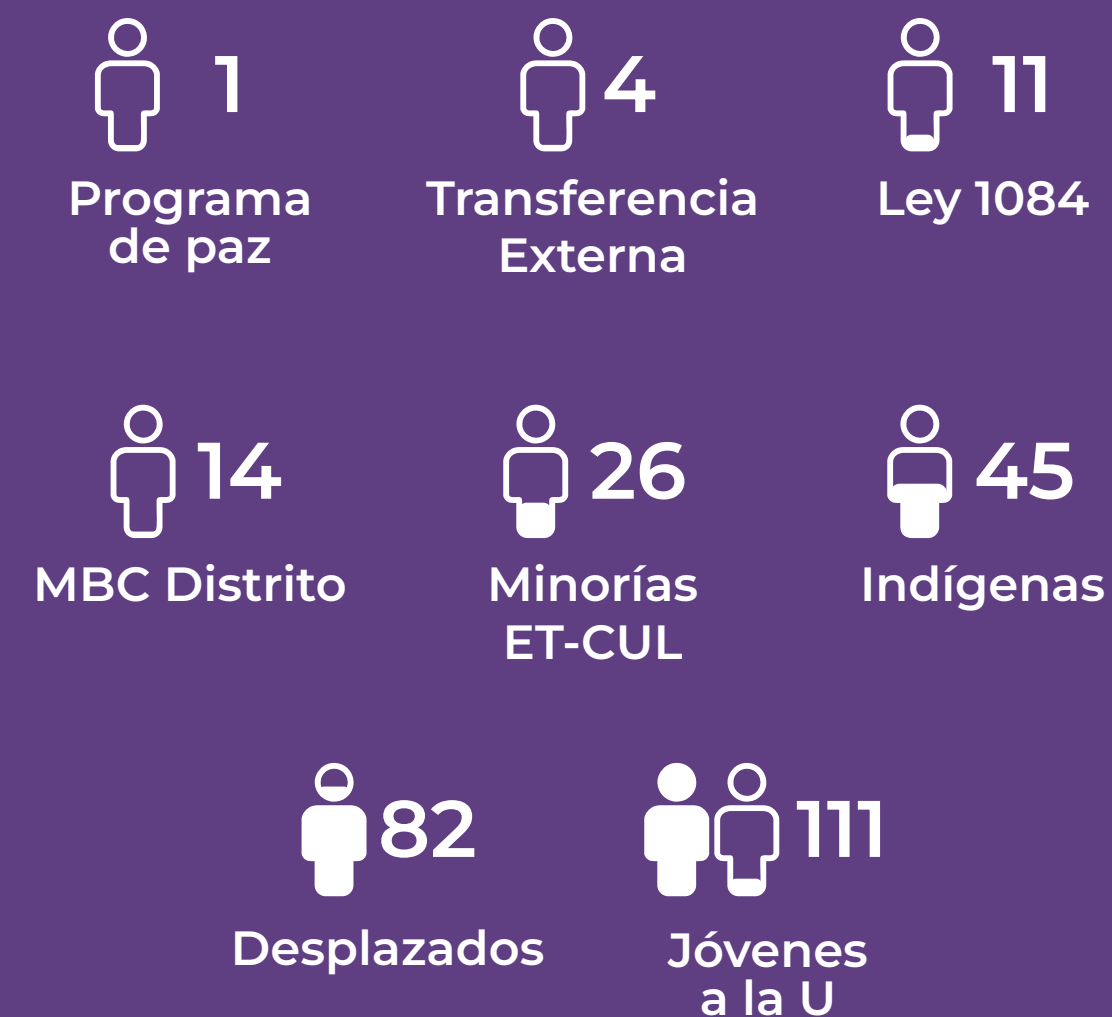 1
Programa
de paz
4
Transferencia
Externa
11
Ley 1084
14
MBC Distrito
26
Minorías
ET-CUL
45
Indígenas
82
Desplazados
111
Jóvenes
a la U